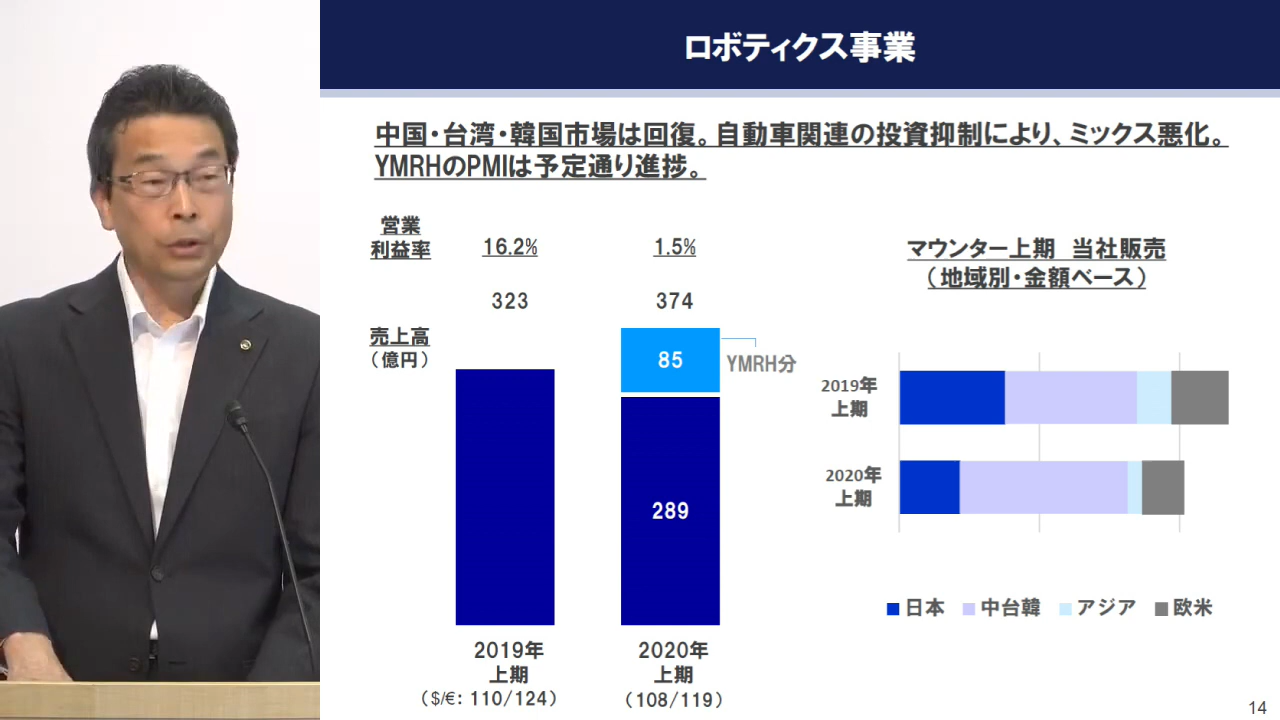 ロボティクス事業
中国・台湾・韓国市場は回復。自動車関連の投資抑制により、ミックス悪化。
YMRHのPMIは予定通り進捗。
営業
利益率
16.2%
1.5%
323
374
売上高
（億円）
85
YMRH分
289
2019年
上期
（$/€： 110/124）
2020年
上期
（108/119）
マウンター上期　当社販売
（地域別・金額ベース）
2019年
上期
2020年
上期
日本
中台韓
アジア
欧米
14